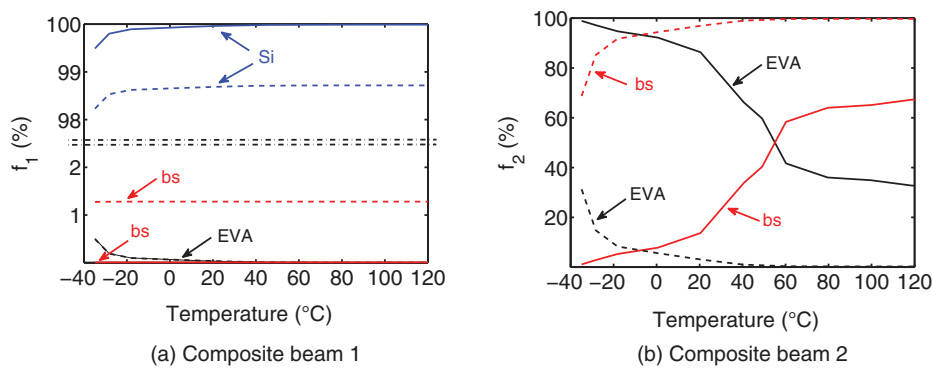 100
99
98
2
1
f1 (%)
Si
bs
bs
EVA
−40 −20 0 20 40 60 80 100 120
Temperature (°C)
(a) Composite beam 1
100
80
60
40
20
f2 (%)
EVA
bs
EVA
bs
−40 −20 0 20 40 60 80 100 120
Temperature (°C)
(b) Composite beam 2